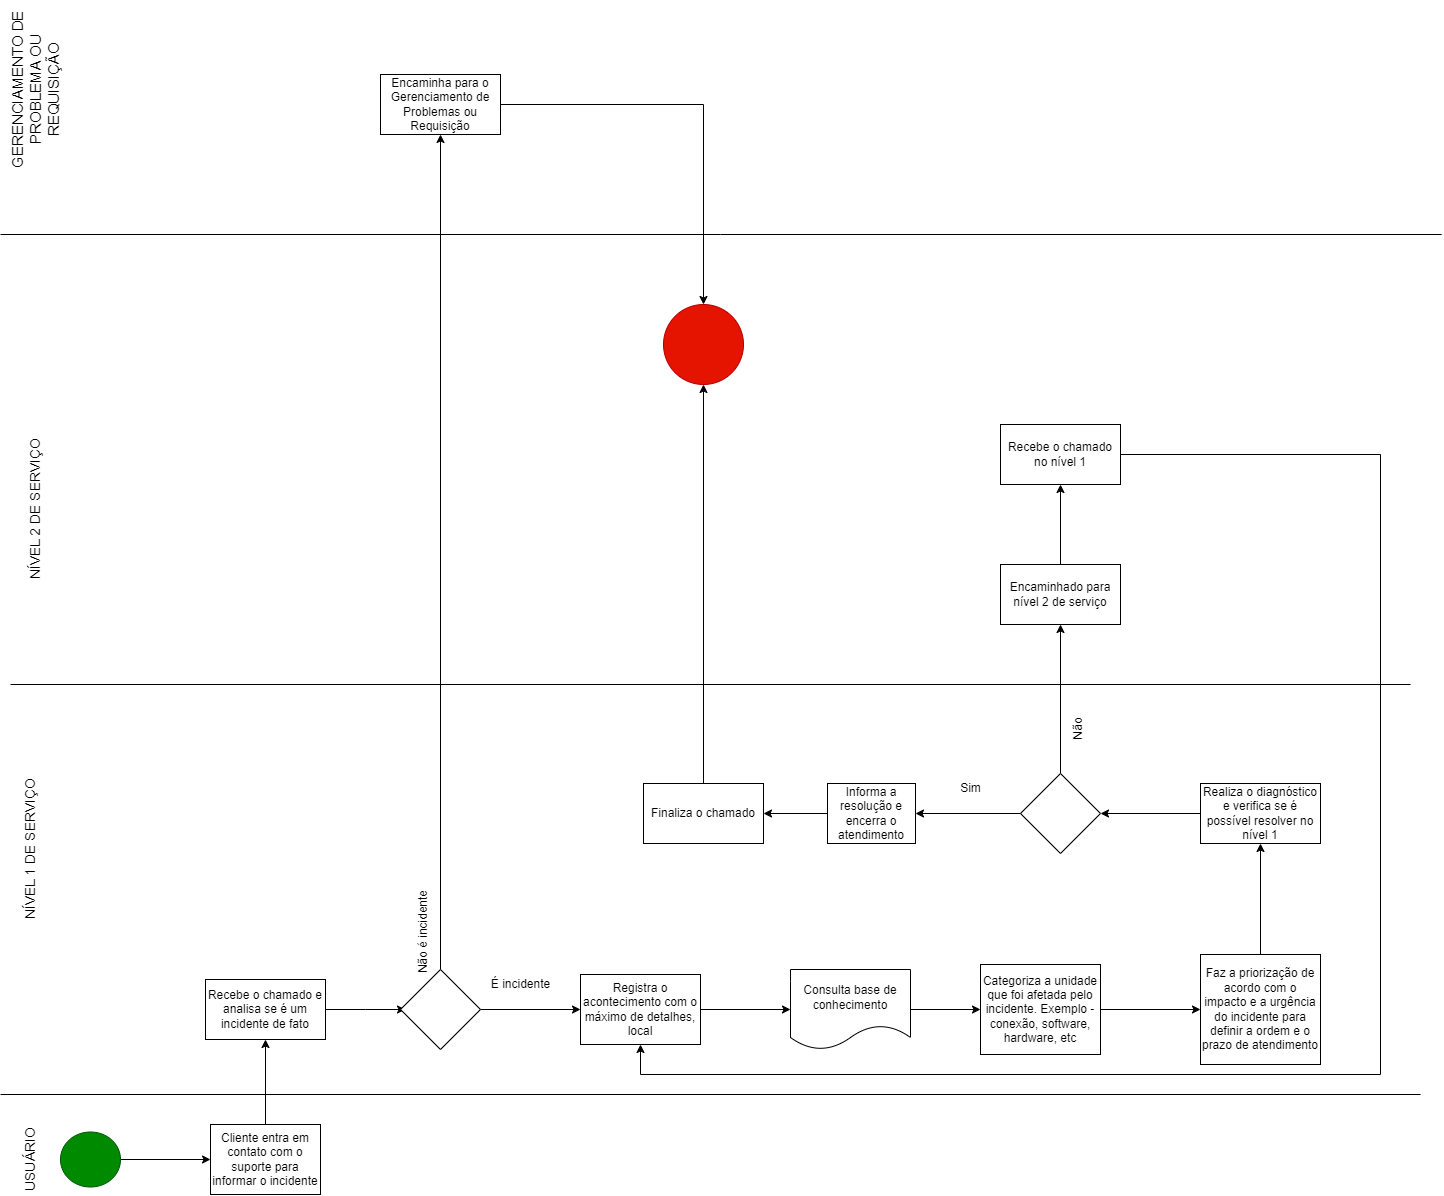 GERENCIAMENTO DE
PROBLEMA OU
REQUISIÇÃO
Encaminha para o
Gerenciamento de
Problemas ou
Requisição
NÍVEL 2 DE SERVIÇO
Recebe o chamado
no nível 1
Encaminhado para
nível 2 de serviço
NÍVEL 1 DE SERVIÇO
Não
Finaliza o chamado
Informa a
resolução e
encerra o
atendimento
Sim
Realiza o diagnóstico
e verifica se é
possível resolver no
nível 1
Não é incidente
É incidente
Recebe o chamado e
analisa se é um
incidente de fato
Registra o
acontecimento com o
máximo de detalhes,
local
Consulta base de
conhecimento
Categoriza a unidade
que foi afetada pelo
incidente. Exemplo -
conexão, software,
hardware, etc
Faz a priorização de
acordo com o
impacto e a urgência
do incidente para
definir a ordem e o
prazo de atendimento
USUÁRIO
Cliente entra em
contato com o
suporte para
informar o incidente